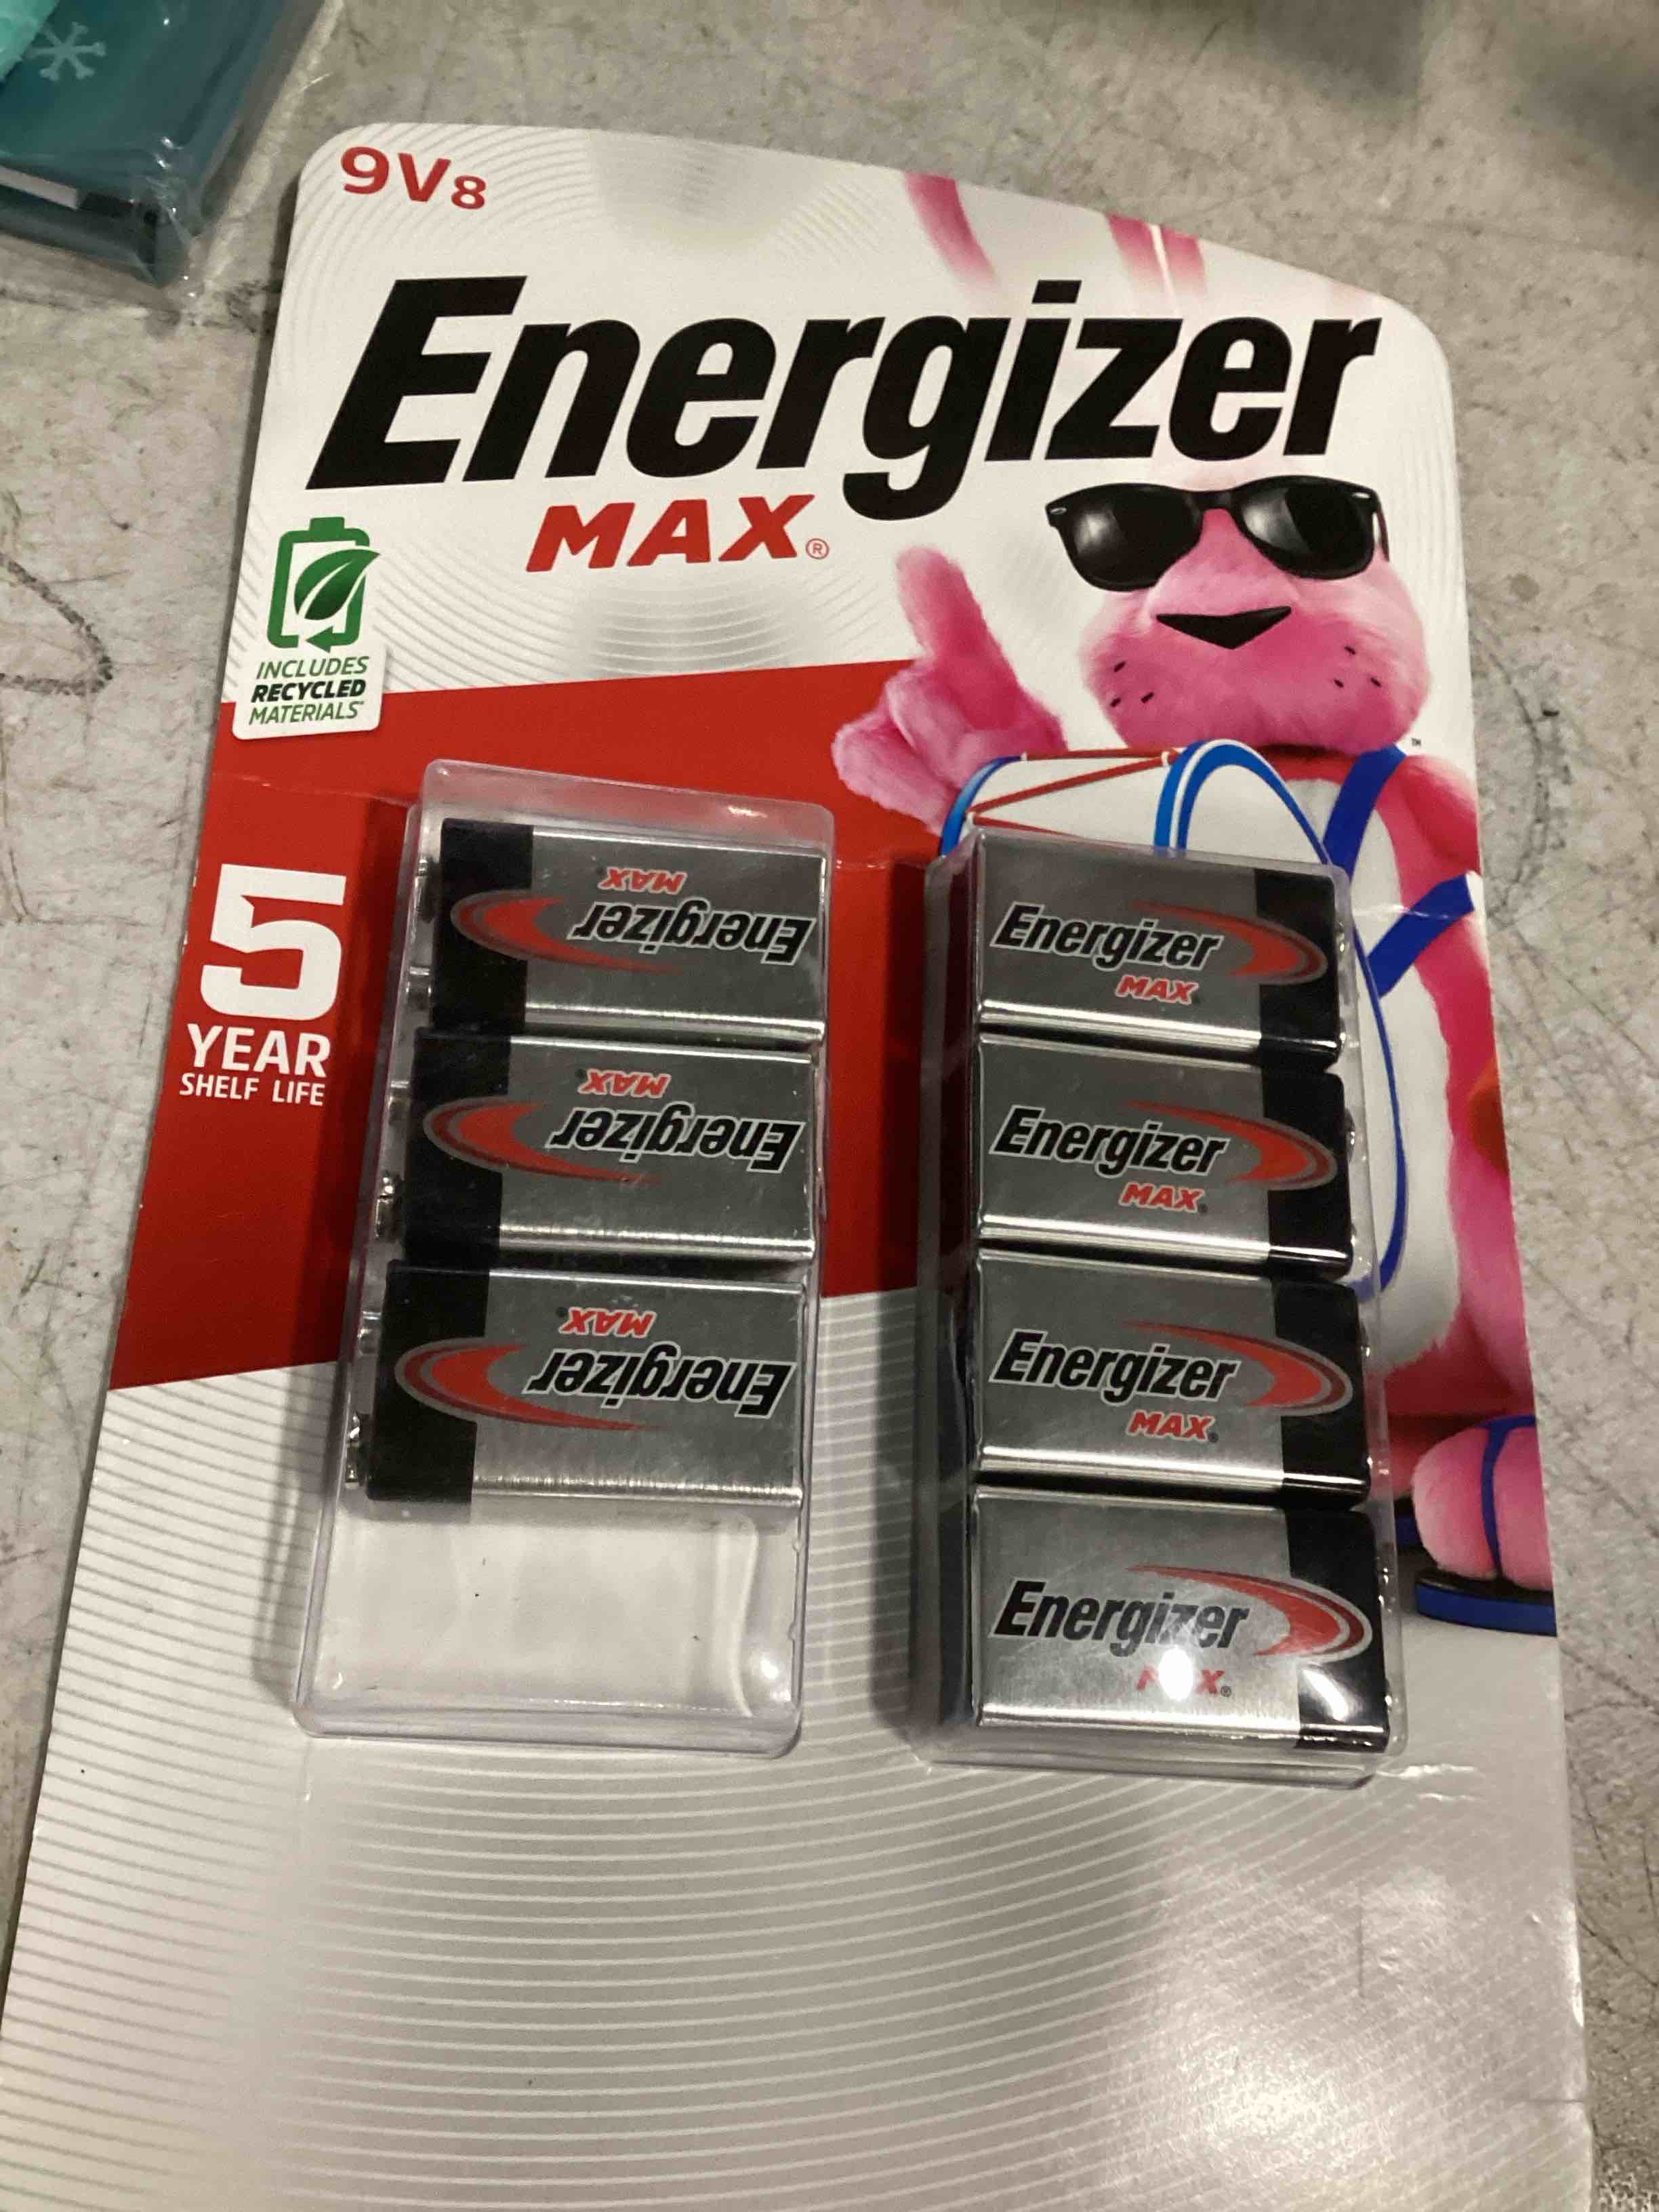 9V8
Energizer
MAX®
INCLUDES
RECYCLED
MATERIALS*
™
5
YEAR
SHELF LIFE
Energizer
MAX
Energizer
MAX
Energizer
MAX
Energizer
MAX
Energizer
MAX®
Energizer
MAX®
Energizer
MAX®